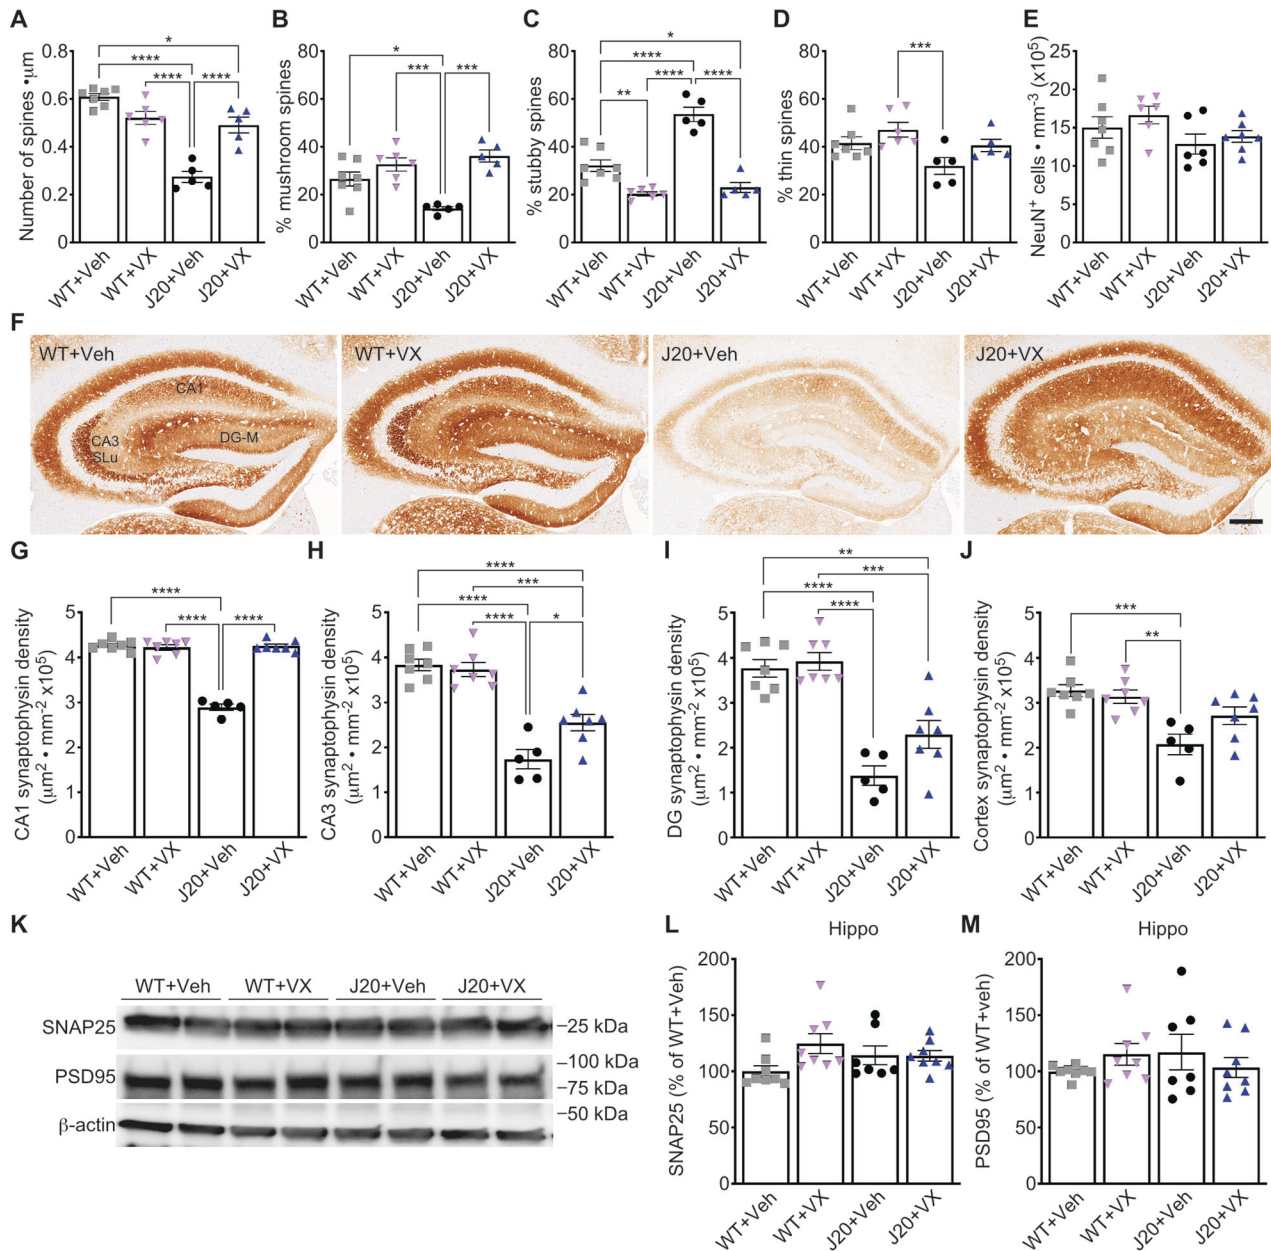 A
Number of spines •μm
0.8
0.6
0.4
0.2
0
*
****
**** ****
WT+Veh
WT+VX
J20+Veh
J20+VX
B
% mushroom spines
80
60
40
20
0
*
*** ***
WT+Veh
WT+VX
J20+Veh
J20+VX
C
% stubby spines
80
60
40
20
0
*
****
**** ****
**
WT+Veh
WT+VX
J20+Veh
J20+VX
D
% thin spines
80
60
40
20
0
***
WT+Veh
WT+VX
J20+Veh
J20+VX
E
NeuN+ cells • mm-3 (x10⁵)
25
20
15
10
5
0
WT+Veh
WT+VX
J20+Veh
J20+VX
F
WT+Veh
CA1
CA3
SLu
DG-M
WT+VX
J20+Veh
J20+VX
G
CA1 synaptophysin density
(μm² • mm-2 x10⁵)
5
4
3
2
1
0
****
**** ****
WT+Veh
WT+VX
J20+Veh
J20+VX
H
CA3 synaptophysin density
(μm² • mm-2 x10⁵)
5
4
3
2
1
0
****
***
****
**** *
WT+Veh
WT+VX
J20+Veh
J20+VX
I
DG synaptophysin density
(μm² • mm-2 x10⁵)
5
4
3
2
1
0
**
***
****
****
WT+Veh
WT+VX
J20+Veh
J20+VX
J
Cortex synaptophysin density
(μm² • mm-2 x10⁵)
5
4
3
2
1
0
***
**
WT+Veh
WT+VX
J20+Veh
J20+VX
K
WT+Veh WT+VX J20+Veh J20+VX
SNAP25 –25 kDa
–100 kDa
PSD95 –75 kDa
–50 kDa
β-actin
L
Hippo
SNAP25 (% of WT+Veh)
200
150
100
50
0
WT+Veh
WT+VX
J20+Veh
J20+VX
M
Hippo
PSD95 (% of WT+veh)
200
150
100
50
0
WT+Veh
WT+VX
J20+Veh
J20+VX